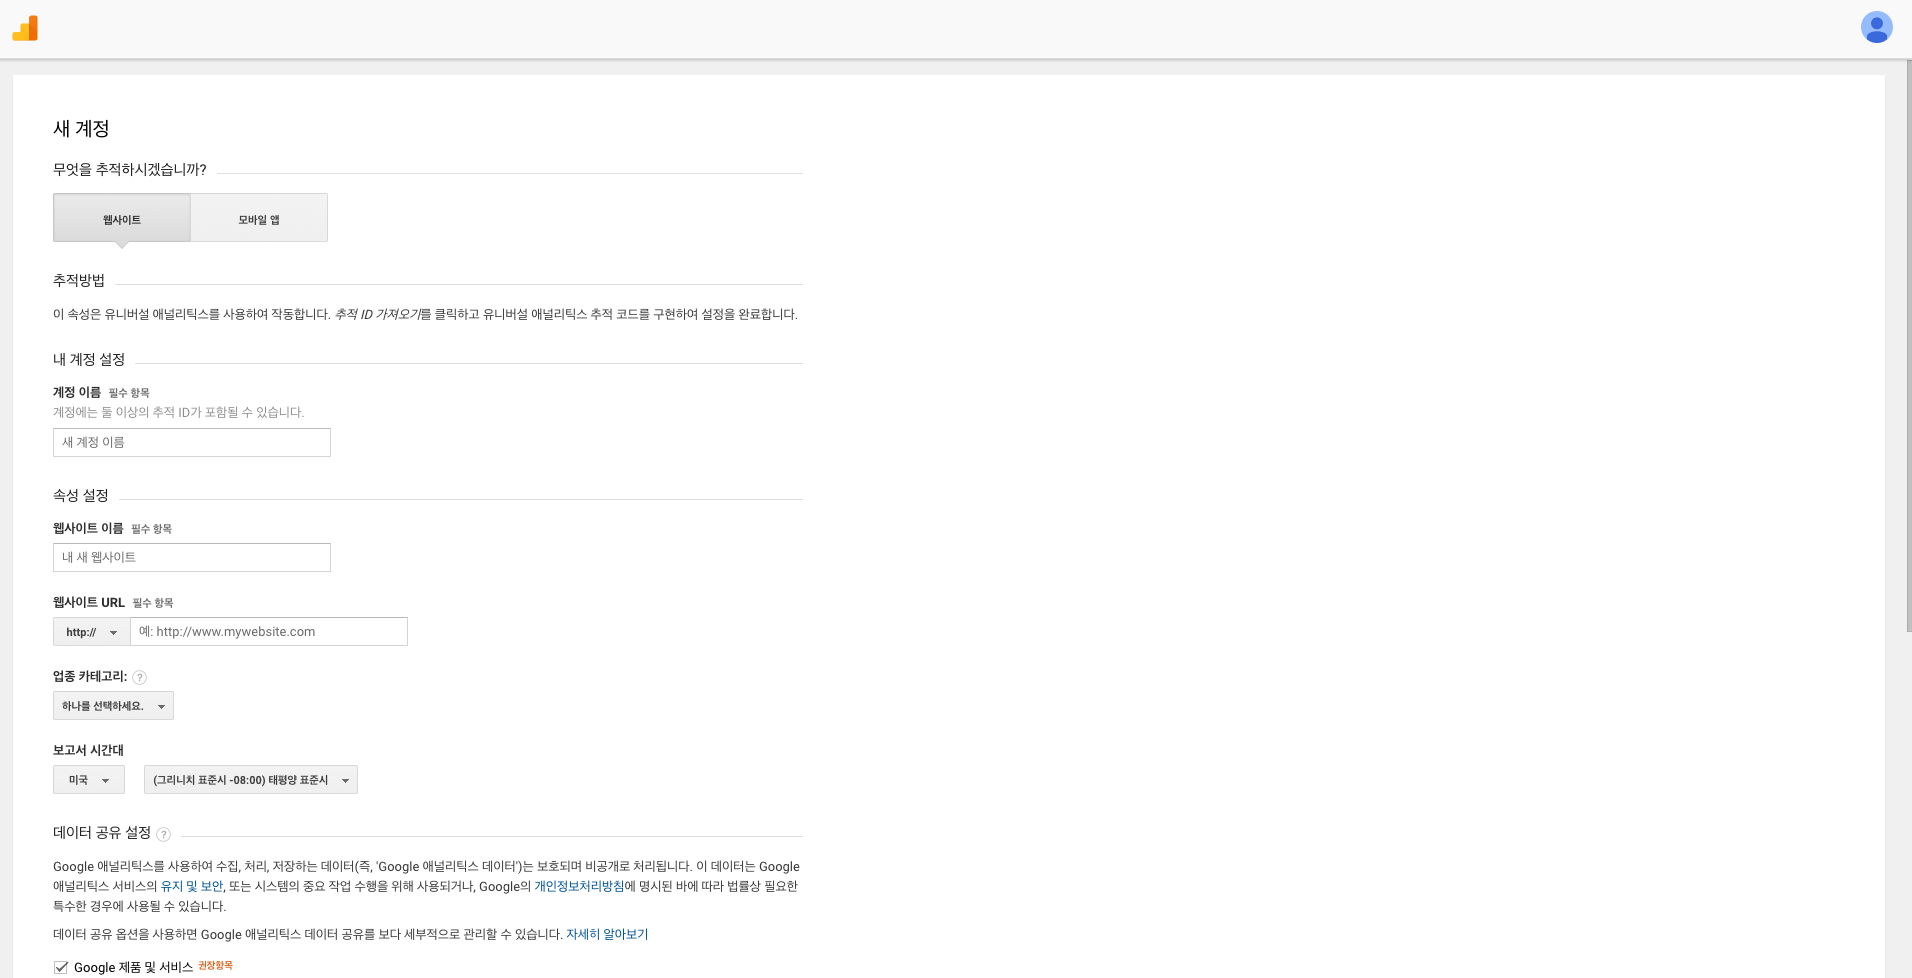 새 계정
무엇을 추적하시겠습니까?
웹사이트 모바일 앱
추적방법
이 속성은 유니버설 애널리틱스를 사용하여 작동합니다. 추적 ID 가져오기를 클릭하고 유니버설 애널리틱스 추적 코드를 구현하여 설정을 완료합니다.
내 계정 설정
계정 이름 필수 항목
계정에는 둘 이상의 추적 ID가 포함될 수 있습니다.
새 계정 이름
속성 설정
웹사이트 이름 필수 항목
내 새 웹사이트
웹사이트 URL 필수 항목
http:// 예: http://www.mywebsite.com
업종 카테고리: ?
하나를 선택하세요.
보고서 시간대
미국 (그리니치 표준시 -08:00) 태평양 표준시
데이터 공유 설정 ?
Google 애널리틱스를 사용하여 수집, 처리, 저장하는 데이터(즉, 'Google 애널리틱스 데이터')는 보호되며 비공개로 처리됩니다. 이 데이터는 Google
애널리틱스 서비스의 유지 및 보안, 또는 시스템의 중요 작업 수행을 위해 사용되거나, Google의 개인정보처리방침에 명시된 바에 따라 법률상 필요한
특수한 경우에 사용될 수 있습니다.
데이터 공유 옵션을 사용하면 Google 애널리틱스 데이터 공유를 보다 세부적으로 관리할 수 있습니다. 자세히 알아보기
Google 제품 및 서비스 권장항목